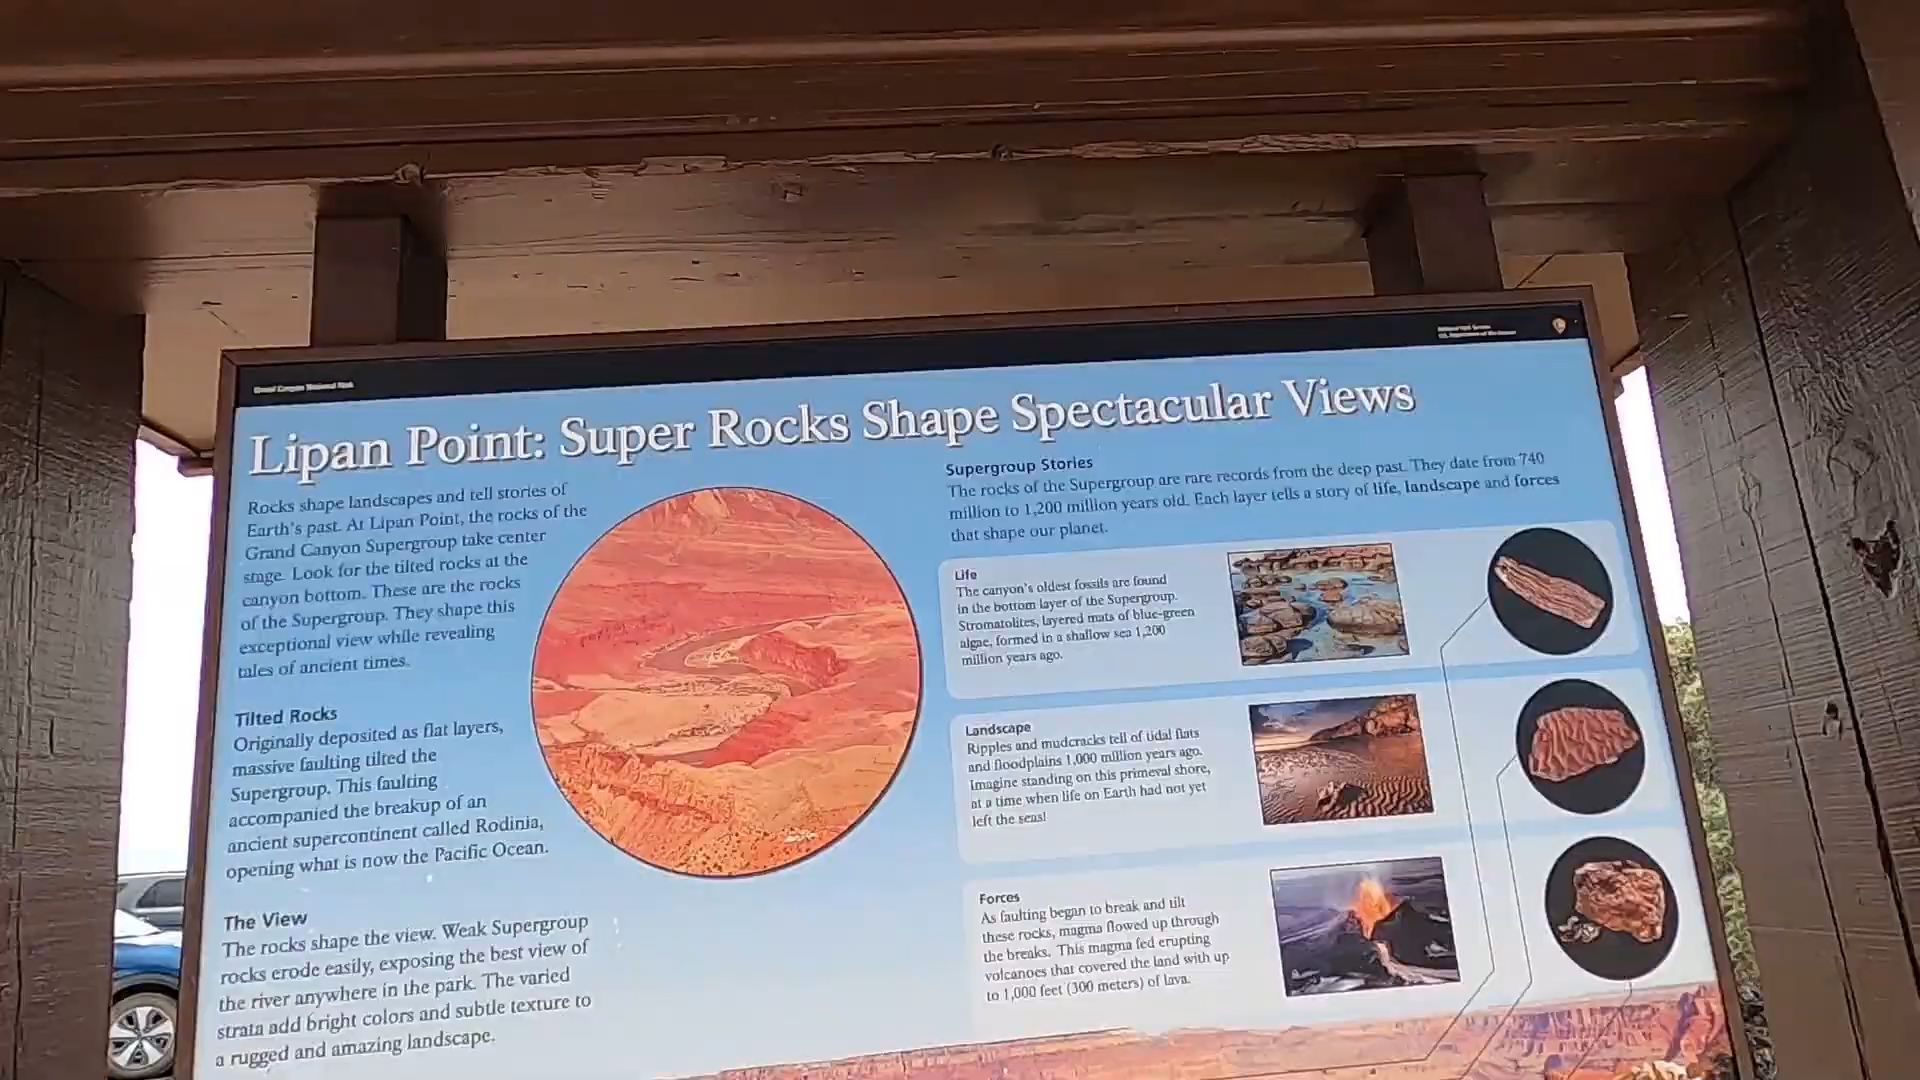 Grand Canyon National Park
National Park Service
U.S. Department of the Interior
Lipan Point: Super Rocks Shape Spectacular Views
Rocks shape landscapes and tell stories of
Earth's past. At Lipan Point, the rocks of the
Grand Canyon Supergroup take center
stage. Look for the tilted rocks at the
canyon bottom. These are the rocks
of the Supergroup. They shape this
exceptional view while revealing
tales of ancient times.
Tilted Rocks
Originally deposited as flat layers,
massive faulting tilted the
Supergroup. This faulting
accompanied the breakup of an
ancient supercontinent called Rodinia,
opening what is now the Pacific Ocean.
The View
The rocks shape the view. Weak Supergroup
rocks erode easily, exposing the best view of
the river anywhere in the park. The varied
strata add bright colors and subtle texture to
a rugged and amazing landscape.
Supergroup Stories
The rocks of the Supergroup are rare records from the deep past. They date from 740
million to 1,200 million years old. Each layer tells a story of life, landscape and forces
that shape our planet.
Life
The canyon's oldest fossils are found
in the bottom layer of the Supergroup.
Stromatolites, layered mats of blue-green
algae, formed in a shallow sea 1,200
million years ago.
Landscape
Ripples and mudcracks tell of tidal flats
and floodplains 1,000 million years ago.
Imagine standing on this primeval shore,
at a time when life on Earth had not yet
left the seas!
Forces
As faulting began to break and tilt
these rocks, magma flowed up through
the breaks. This magma fed erupting
volcanoes that covered the land with up
to 1,000 feet (300 meters) of lava.